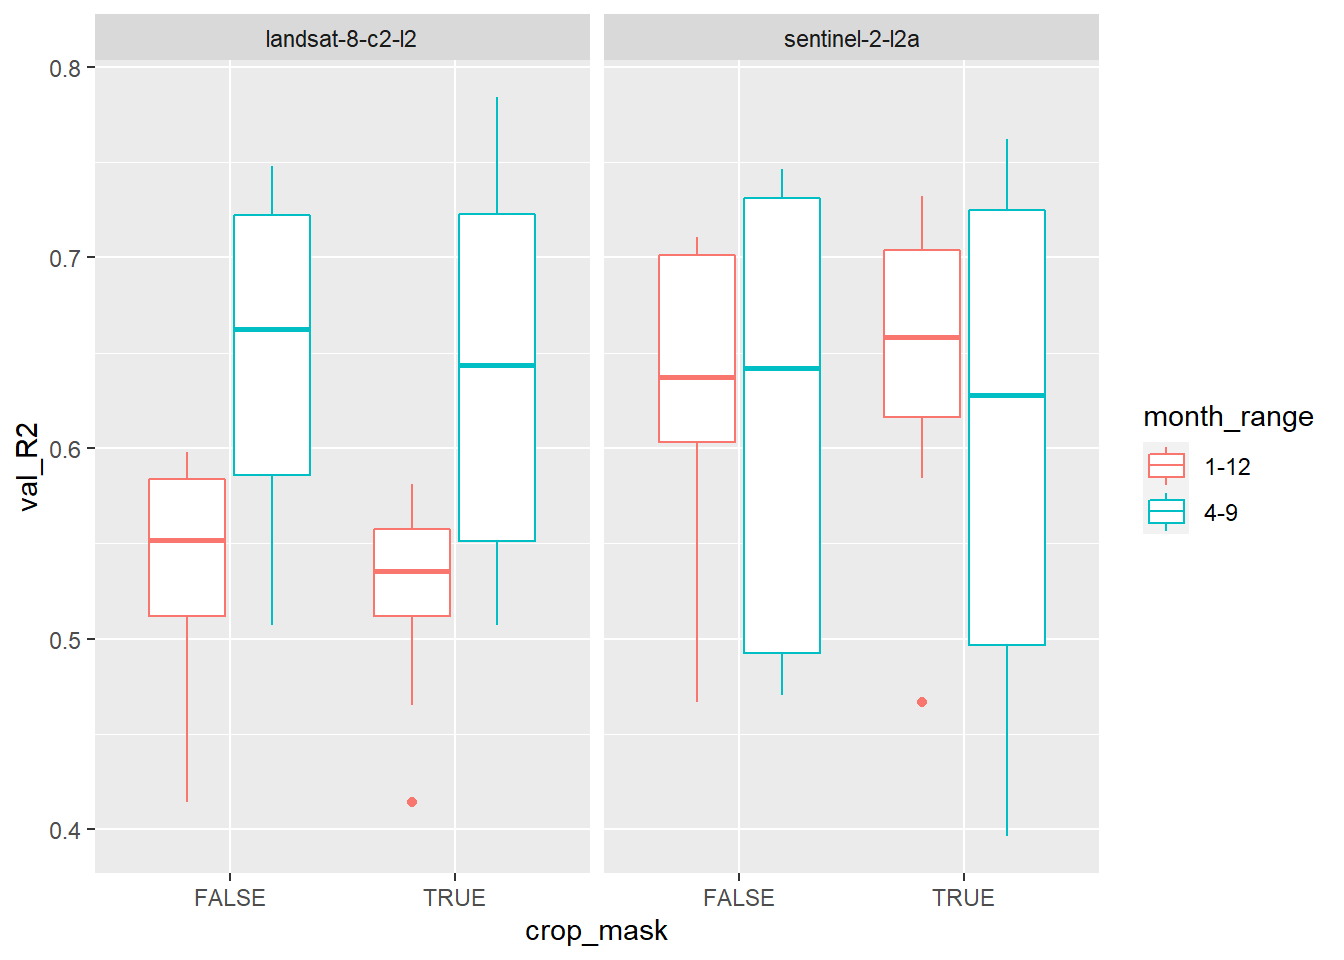 landsat-8-c2-l2
sentinel-2-l2a
0.8
0.7
0.6
0.5
0.4
val_R2
FALSE
TRUE
FALSE
TRUE
crop_mask
month_range
1-12
4-9